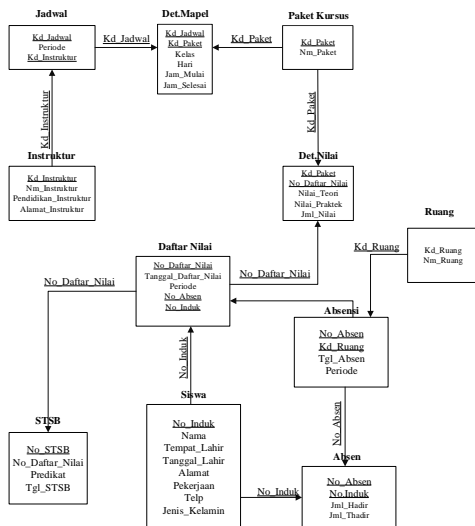 Jadwal
Kd_Jadwal
Periode
Kd_Instruktur
Kd_Jadwal
Det.Mapel
Kd_Jadwal
Kd_Paket
Kelas
Hari
Jam_Mulai
Jam_Selesai
Kd_Paket
Paket Kursus
Kd_Paket
Nm_Paket
Kd_Instruktur
Kd_Paket
Instruktur
Kd_Instruktur
Nm_Instruktur
Pendidikan_Instruktur
Alamat_Instruktur
Det.Nilai
Kd_Paket
No_Daftar_Nilai
Nilai_Teori
Nilai_Praktek
Jml_Nilai
Ruang
Kd_Ruang
Nm_Ruang
Kd_Ruang
Daftar Nilai
No_Daftar_Nilai
Tanggal_Daftar_Nilai
Periode
No_Absen
No_Induk
No_Daftar_Nilai
No_Daftar_Nilai
Absensi
No_Absen
Kd_Ruang
Tgl_Absen
Periode
No_Induk
No_Absen
STSB
No_STSB
No_Daftar_Nilai
Predikat
Tgl_STSB
Siswa
No_Induk
Nama
Tempat_Lahir
Tanggal_Lahir
Alamat
Pekerjaan
Telp
Jenis_Kelamin
No_Induk
Absen
No_Absen
No.Induk
Jml_Hadir
Jml_Thadir